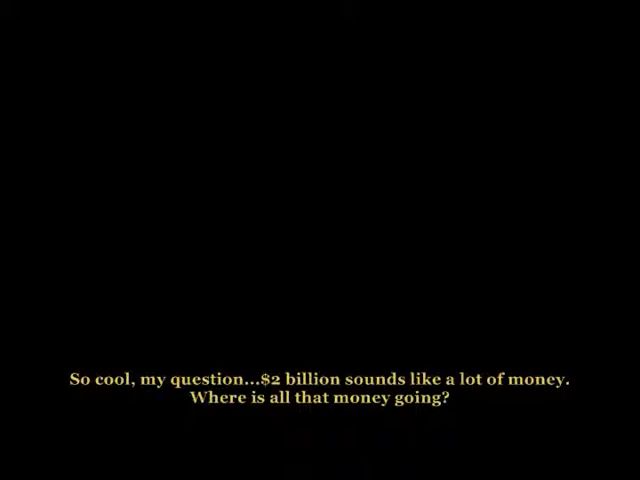 So cool, my question...$2 billion sounds like a lot of money.
Where is all that money going?